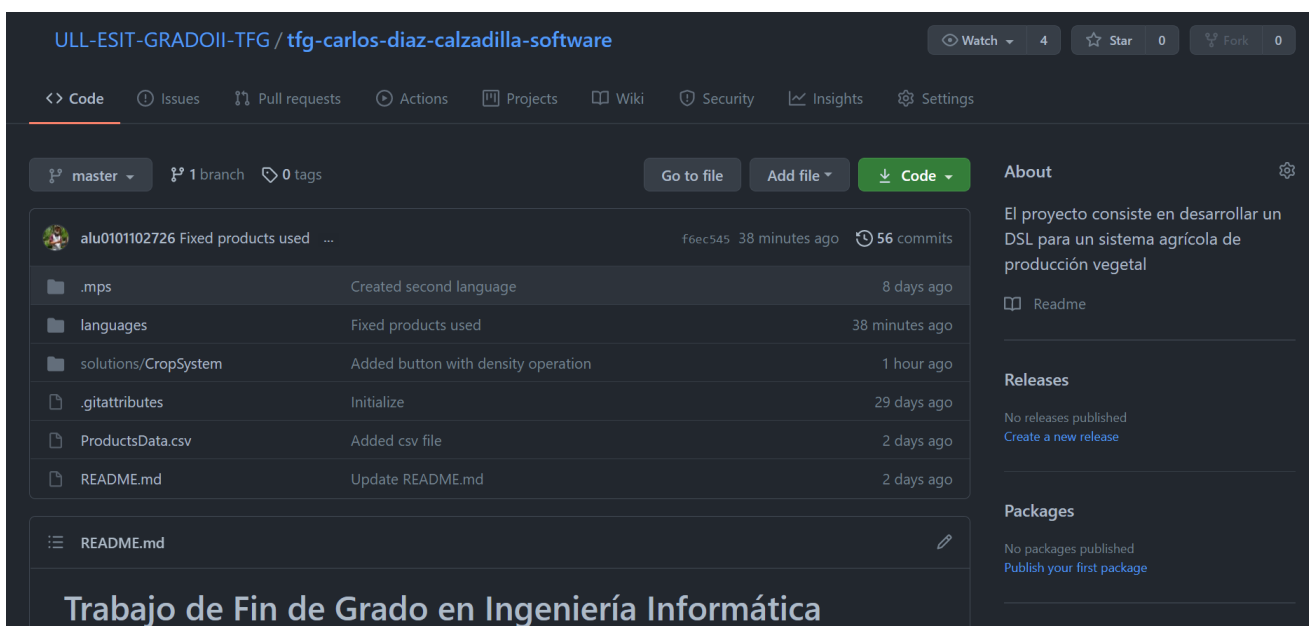 ULL-ESIT-GRADOII-TFG / tfg-carlos-diaz-calzadilla-software
Watch 4 Star 0 Fork 0
Code Issues Pull requests Actions Projects Wiki Security Insights Settings
master 1 branch 0 tags Go to file Add file Code
alu0101102726 Fixed products used ... f6ec545 38 minutes ago 56 commits
.mps Created second language 8 days ago
languages Fixed products used 38 minutes ago
solutions/CropSystem Added button with density operation 1 hour ago
.gitattributes Initialize 29 days ago
ProductsData.csv Added csv file 2 days ago
README.md Update README.md 2 days ago
README.md
Trabajo de Fin de Grado en Ingeniería Informática
About
El proyecto consiste en desarrollar un
DSL para un sistema agrícola de
producción vegetal
Readme
Releases
No releases published
Create a new release
Packages
No packages published
Publish your first package